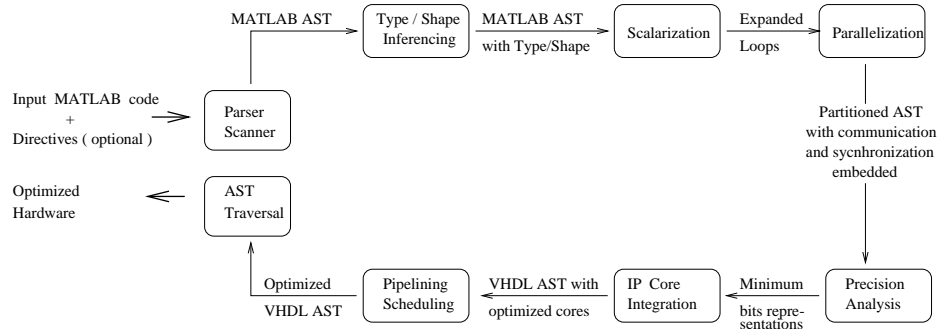 MATLAB AST
Type / Shape
Inferencing
MATLAB AST
with Type/Shape
Scalarization
Expanded
Loops
Parallelization
Input MATLAB code
+
Directives ( optional )
Parser
Scanner
Partitioned AST
with communication
and sycnhronization
embedded
Optimized
Hardware
AST
Traversal
Optimized
VHDL AST
Pipelining
Scheduling
VHDL AST with
optimized cores
IP Core
Integration
Minimum
bits repre-
sentations
Precision
Analysis